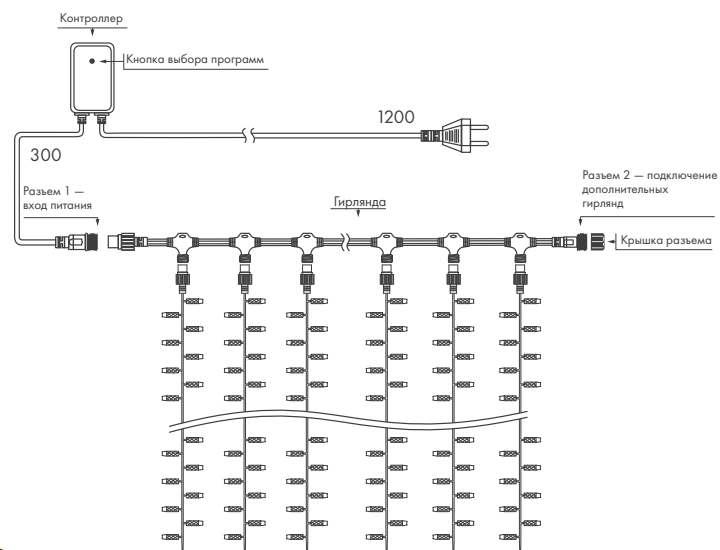 Контроллер
Кнопка выбора программ
1200
300
Разъем 1 —
вход питания
Гирлянда
Разъем 2 — подключение
дополнительных
гирлянд
Крышка разъема